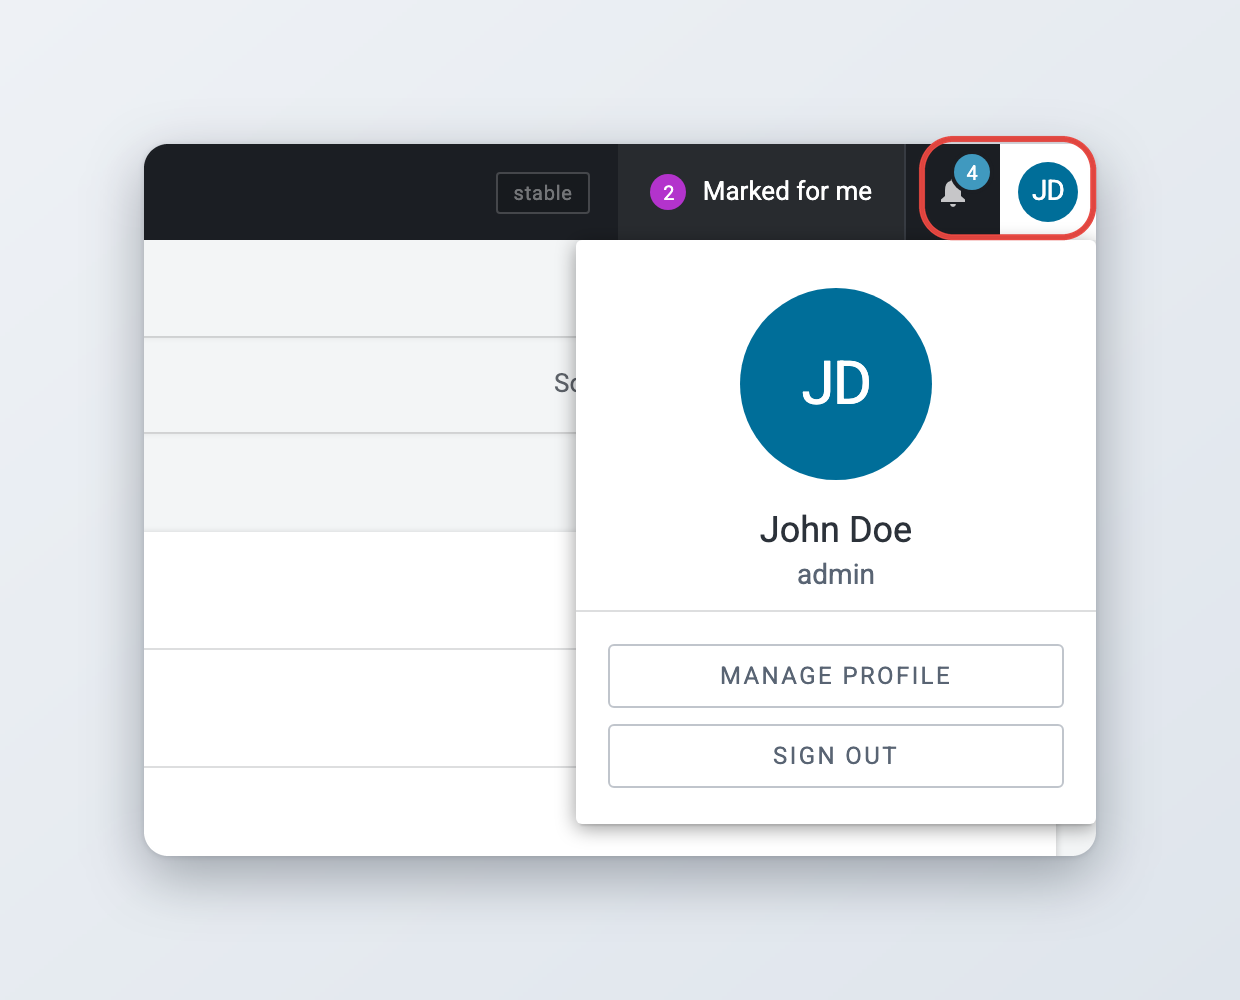 stable
2 Marked for me
4
JD
JD
John Doe
admin
MANAGE PROFILE
SIGN OUT